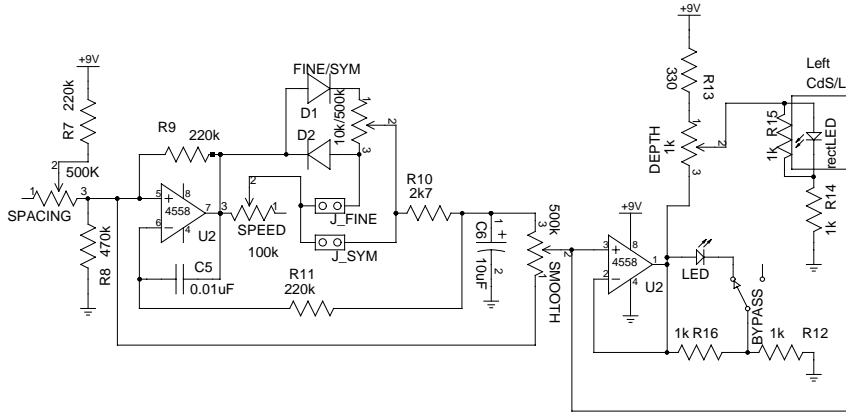 +9V
+9V
Left
CdS/L
330
R13
FINE/SYM
+9V
220k
R7
D1
1
10k/500k
2
3
R9
220k
D2
1
DEPTH
1k
2
3
R15
1k
rectLED
2
500K
1
3
SPACING
5
8
4558
7
6
4
U2
3
2
1
SPEED
100k
J_FINE
J_SYM
R10
2k7
R14
1k
470k
R8
C5
0.01uF
R11
220k
C6
1
+
2
10uF
500k
3
2
1
SMOOTH
+9V
3
8
4558
1
2
4
U2
LED
BYPASS
1k
R16
1k
R12